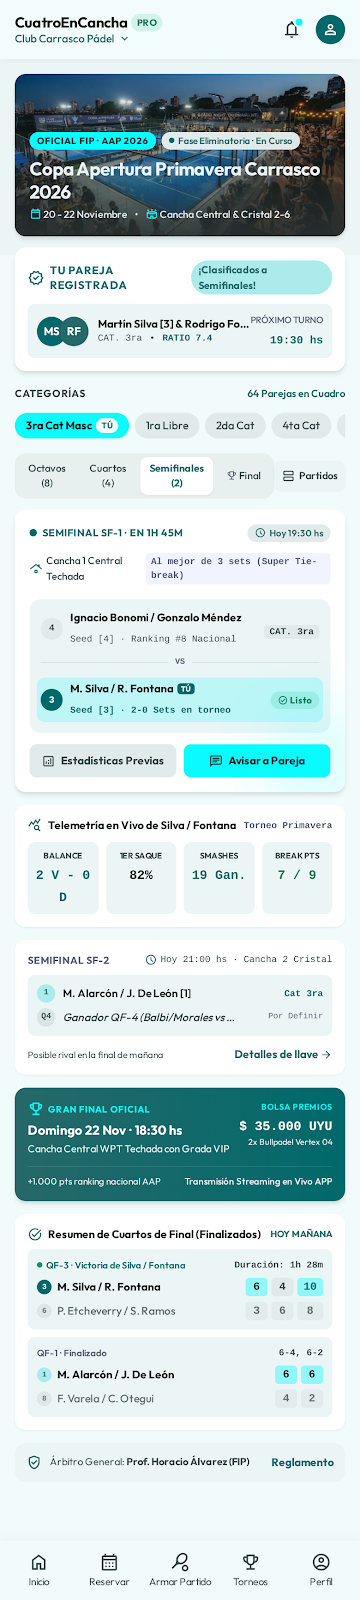 CuatroEnCancha PRO
Club Carrasco Pádel
OFICIAL FIP · AAP 2026
Fase Eliminatoria · En Curso
Copa Apertura Primavera Carrasco
2026
20 - 22 Noviembre • Cancha Central & Cristal 2-6
TU PAREJA
REGISTRADA
¡Clasificados a
Semifinales!
MS RF
Martín Silva [3] & Rodrigo Fo...
CAT. 3ra • RATIO 7.4
PRÓXIMO TURNO
19:30 hs
CATEGORÍAS
64 Parejas en Cuadro
3ra Cat Masc TÚ
1ra Libre
2da Cat
4ta Cat
Octavos
(8)
Cuartos
(4)
Semifinales
(2)
Final
Partidos
SEMIFINAL SF-1 · EN 1H 45M
Hoy 19:30 hs
Cancha 1 Central
Techada
Al mejor de 3 sets (Super Tie-
break)
4
Ignacio Bonomi / Gonzalo Méndez
Seed [4] · Ranking #8 Nacional
CAT. 3ra
VS
3
M. Silva / R. Fontana TÚ
Seed [3] · 2-0 Sets en torneo
Listo
Estadísticas Previas
Avisar a Pareja
Telemetría en Vivo de Silva / Fontana
Torneo Primavera
BALANCE
2 V - 0
D
1ER SAQUE
82%
SMASHES
19 Gan.
BREAK PTS
7 / 9
SEMIFINAL SF-2
Hoy 21:00 hs · Cancha 2 Cristal
1 M. Alarcón / J. De León [1] Cat 3ra
Q4 Ganador QF-4 (Balbi/Morales vs ... Por Definir
Posible rival en la final de mañana
Detalles de llave →
GRAN FINAL OFICIAL
Domingo 22 Nov · 18:30 hs
Cancha Central WPT Techada con Grada VIP
BOLSA PREMIOS
$ 35.000 UYU
2x Bullpadel Vertex 04
+1.000 pts ranking nacional AAP
Transmisión Streaming en Vivo APP
Resumen de Cuartos de Final (Finalizados)
HOY MAÑANA
QF-3 · Victoria de Silva / Fontana
Duración: 1h 28m
3 M. Silva / R. Fontana 6 4 10
6 P. Etcheverry / S. Ramos 3 6 8
QF-1 · Finalizado
6-4, 6-2
1 M. Alarcón / J. De León 6 6
8 F. Varela / C. Otegui 4 2
Árbitro General: Prof. Horacio Álvarez (FIP)
Reglamento
Inicio
Reservar
Armar Partido
Torneos
Perfil